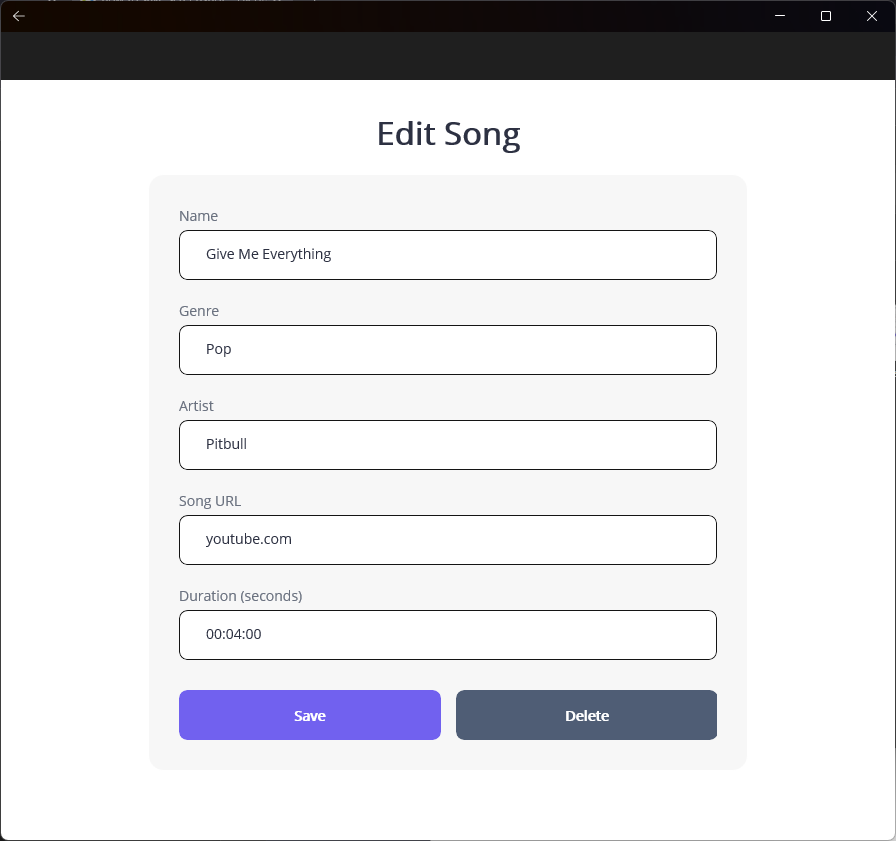 Edit Song
Name
Give Me Everything
Genre
Pop
Artist
Pitbull
Song URL
youtube.com
Duration (seconds)
00:04:00
Save
Delete